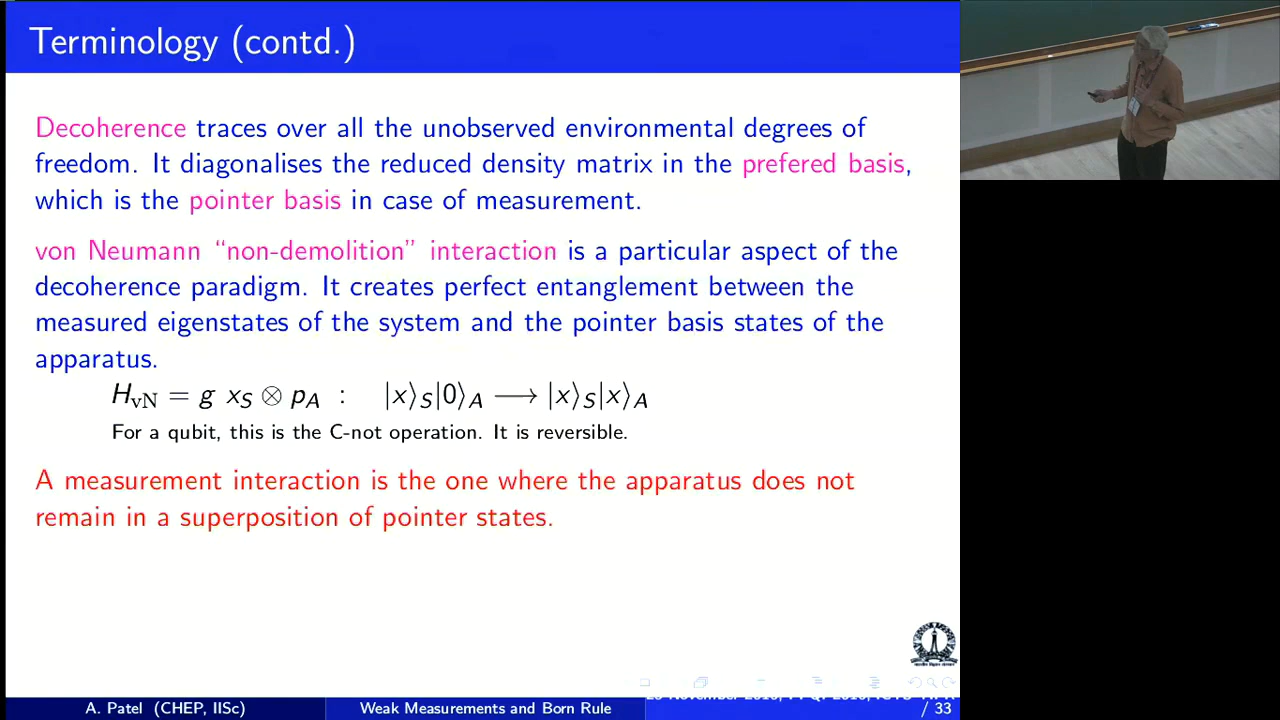 Terminology (contd.)
Decoherence traces over all the unobserved environmental degrees of
freedom. It diagonalises the reduced density matrix in the prefered basis,
which is the pointer basis in case of measurement.
von Neumann “non-demolition” interaction is a particular aspect of the
decoherence paradigm. It creates perfect entanglement between the
measured eigenstates of the system and the pointer basis states of the
apparatus.
H_vN = g x_S ⊗ p_A : |x⟩_S|0⟩_A ⟶ |x⟩_S|x⟩_A
For a qubit, this is the C-not operation. It is reversible.
A measurement interaction is the one where the apparatus does not
remain in a superposition of pointer states.
A. Patel (CHEP, IISc) Weak Measurements and Born Rule / 33